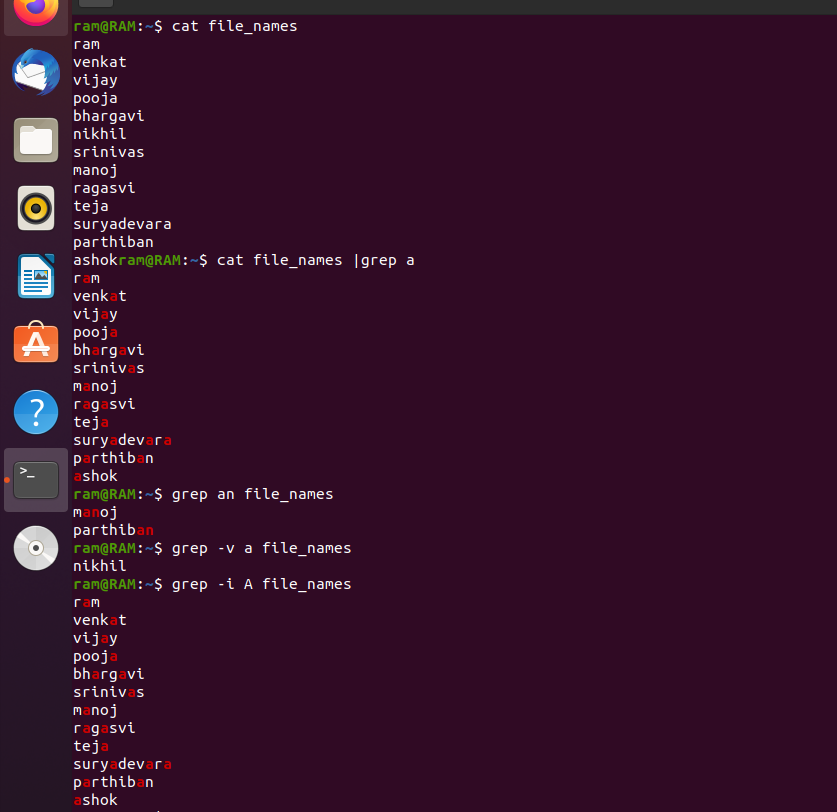 ram@RAM:~$ cat file_names
ram
venkat
vijay
pooja
bhargavi
nikhil
srinivas
manoj
ragasvi
teja
suryadevara
parthiban
ashokram@RAM:~$ cat file_names |grep a
ram
venkat
vijay
pooja
bhargavi
srinivas
manoj
ragasvi
teja
suryadevara
parthiban
ashok
ram@RAM:~$ grep an file_names
manoj
parthiban
ram@RAM:~$ grep -v a file_names
nikhil
ram@RAM:~$ grep -i A file_names
ram
venkat
vijay
pooja
bhargavi
srinivas
manoj
ragasvi
teja
suryadevara
parthiban
ashok